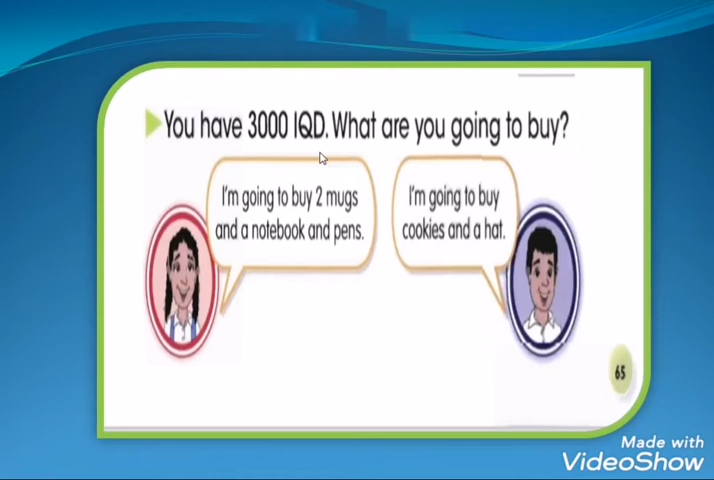 You have 3000 IQD. What are you going to buy?
I'm going to buy 2 mugs
and a notebook and pens.
I'm going to buy
cookies and a hat.
65
Made with
VideoShow